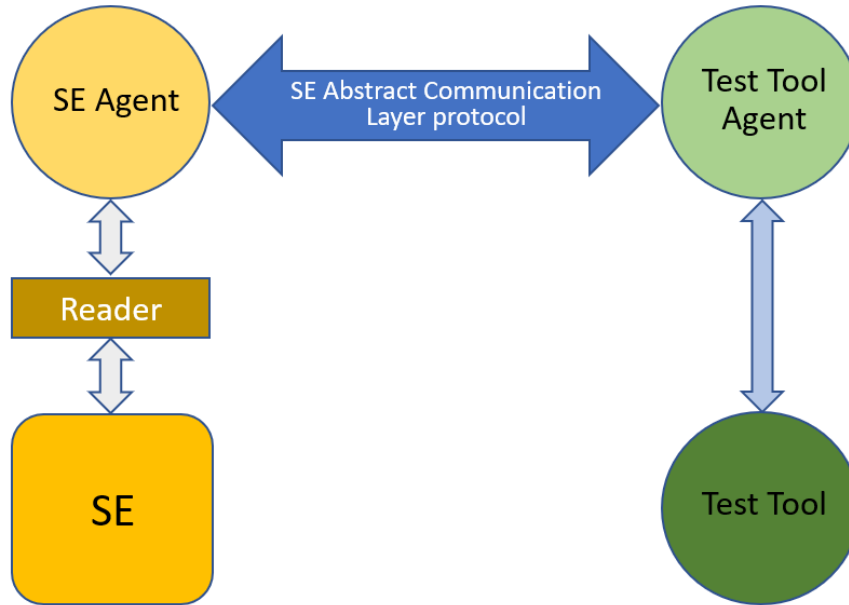 SE Agent
SE Abstract Communication
Layer protocol
Test Tool
Agent
Reader
SE
Test Tool